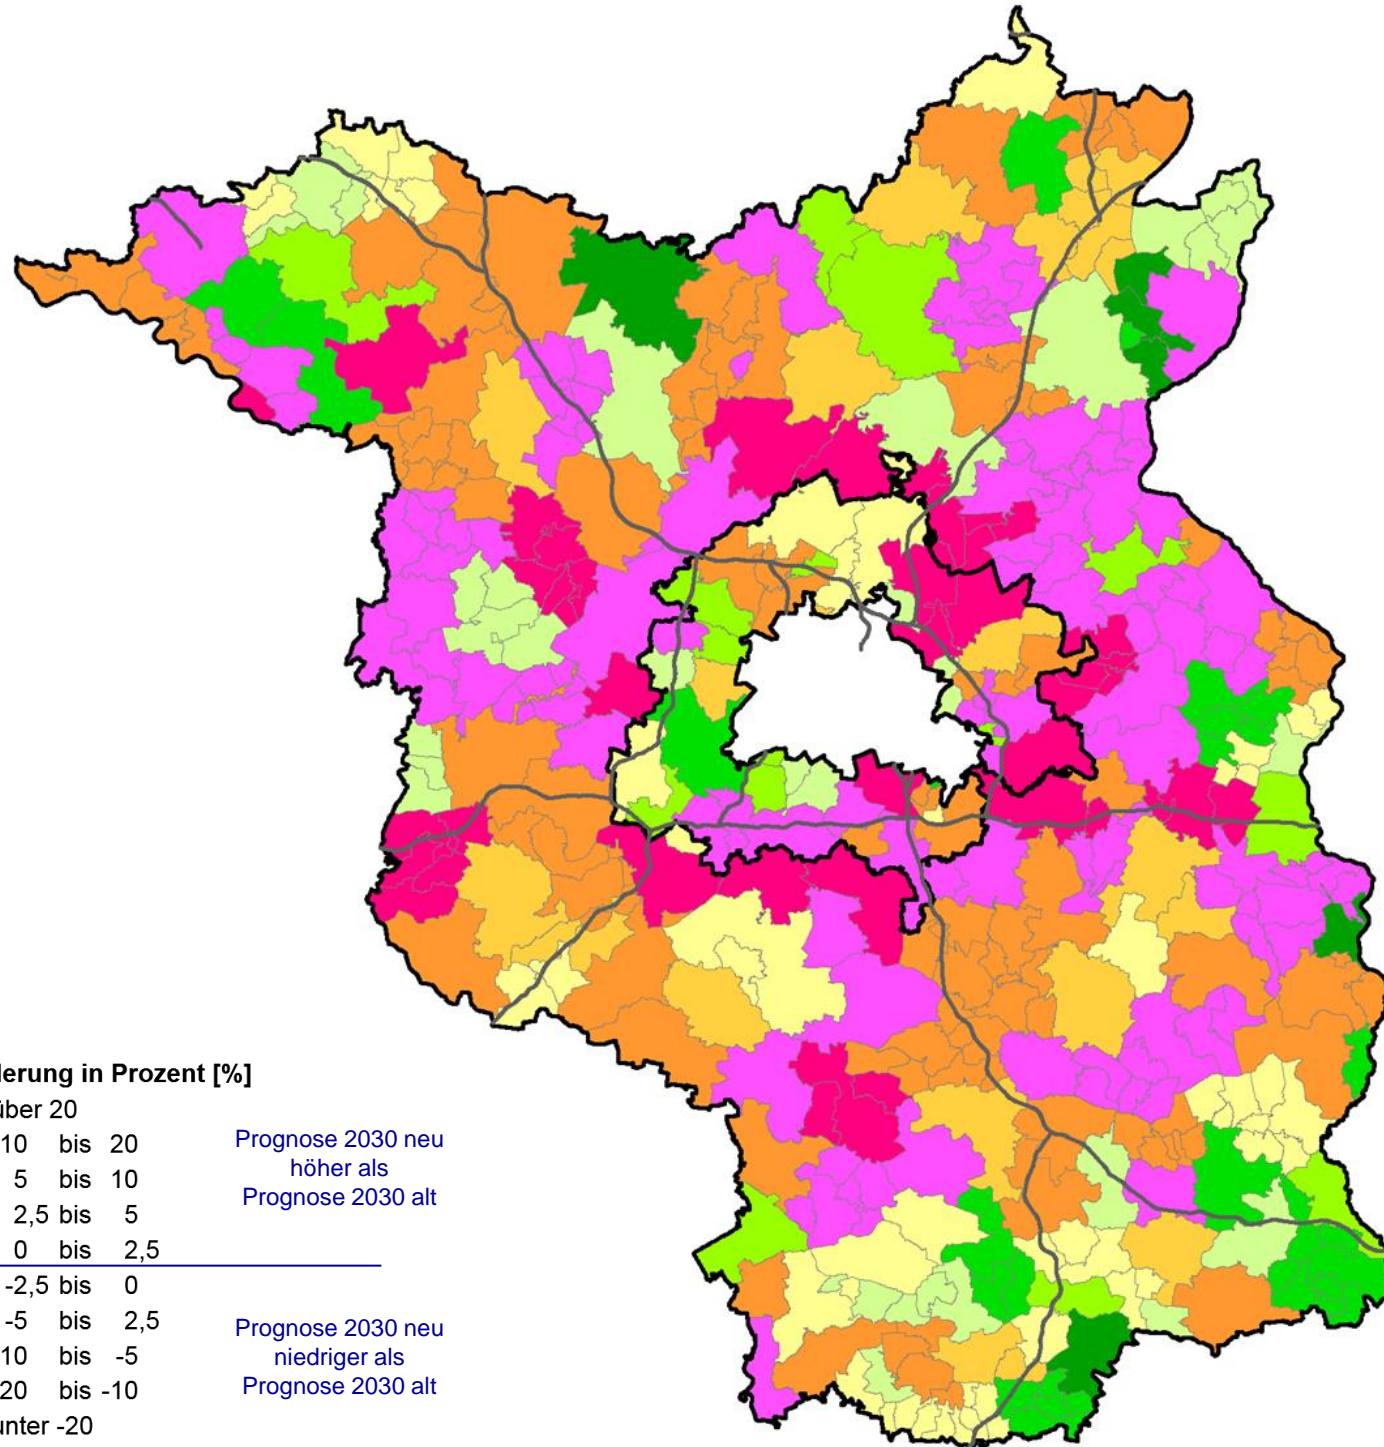 derung in Prozent [%]
über 20
10 bis 20
5 bis 10
2,5 bis 5
0 bis 2,5
-2,5 bis 0
-5 bis 2,5
10 bis -5
20 bis -10
unter -20
Prognose 2030 neu
höher als
Prognose 2030 alt
Prognose 2030 neu
niedriger als
Prognose 2030 alt